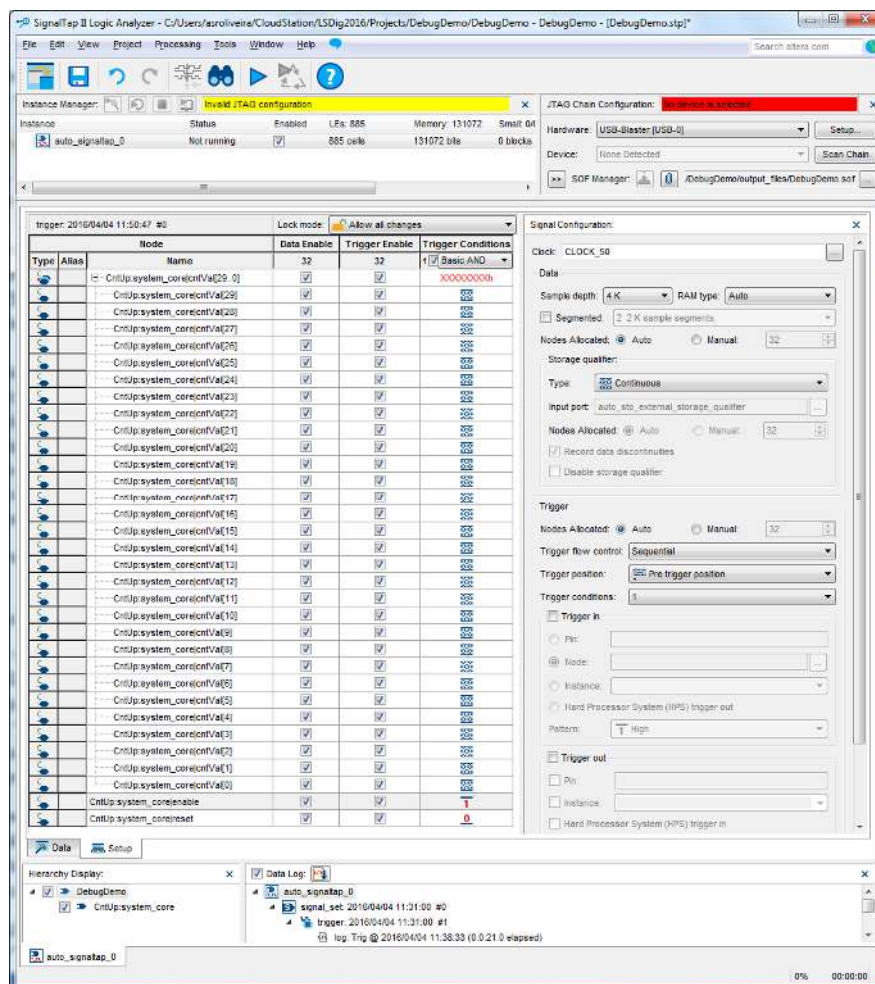 SignalTap II Logic Analyzer - C:/Users/asroliveira/CloudStation/LSDig2016/Projects/DebugDemo/DebugDemo - DebugDemo - [DebugDemo.stp]*
File Edit View Project Processing Tools Window Help
Search altera.com
Instance Manager: Invalid JTAG configuration
JTAG Chain Configuration: No device is selected
Instance Status Enabled LEs: 885 Memory: 131072 Small: 0/0
auto_signaltap_0 Not running 885 cells 131072 bits 0 blocks
Hardware: USB-Blaster [USB-0] Setup...
Device: None Detected Scan Chain
>> SOF Manager: /DebugDemo/output_files/DebugDemo.sof ...
trigger: 2016/04/04 11:50:47 #0 Lock mode: Allow all changes
Node Data Enable Trigger Enable Trigger Conditions
Type Alias Name 32 32 1 Basic AND
CntUp:system_core|cntVal[29..0] XXXXXXXXh
CntUp:system_core|cntVal[29]
CntUp:system_core|cntVal[28]
CntUp:system_core|cntVal[27]
CntUp:system_core|cntVal[26]
CntUp:system_core|cntVal[25]
CntUp:system_core|cntVal[24]
CntUp:system_core|cntVal[23]
CntUp:system_core|cntVal[22]
CntUp:system_core|cntVal[21]
CntUp:system_core|cntVal[20]
CntUp:system_core|cntVal[19]
CntUp:system_core|cntVal[18]
CntUp:system_core|cntVal[17]
CntUp:system_core|cntVal[16]
CntUp:system_core|cntVal[15]
CntUp:system_core|cntVal[14]
CntUp:system_core|cntVal[13]
CntUp:system_core|cntVal[12]
CntUp:system_core|cntVal[11]
CntUp:system_core|cntVal[10]
CntUp:system_core|cntVal[9]
CntUp:system_core|cntVal[8]
CntUp:system_core|cntVal[7]
CntUp:system_core|cntVal[6]
CntUp:system_core|cntVal[5]
CntUp:system_core|cntVal[4]
CntUp:system_core|cntVal[3]
CntUp:system_core|cntVal[2]
CntUp:system_core|cntVal[1]
CntUp:system_core|cntVal[0]
CntUp:system_core|enable 1
CntUp:system_core|reset 0
Signal Configuration:
Clock: CLOCK_50 ...
Data
Sample depth: 4 K RAM type: Auto
Segmented: 2 2 K sample segments
Nodes Allocated: Auto Manual: 32
Storage qualifier:
Type: Continuous
Input port: auto_stp_external_storage_qualifier ...
Nodes Allocated: Auto Manual: 32
Record data discontinuities
Disable storage qualifier
Trigger
Nodes Allocated: Auto Manual: 32
Trigger flow control: Sequential
Trigger position: Pre trigger position
Trigger conditions: 1
Trigger in
Pin:
Node: ...
Instance:
Hard Processor System (HPS) trigger out
Pattern: 1 High
Trigger out
Pin:
Instance:
Hard Processor System (HPS) trigger in
Data Setup
Hierarchy Display:
DebugDemo
CntUp:system_core
Data Log:
auto_signaltap_0
signal_set: 2016/04/04 11:31:00 #0
trigger: 2016/04/04 11:31:00 #1
log: Trig @ 2016/04/04 11:38:33 (0:0:21.0 elapsed)
auto_signaltap_0
0% 00:00:00